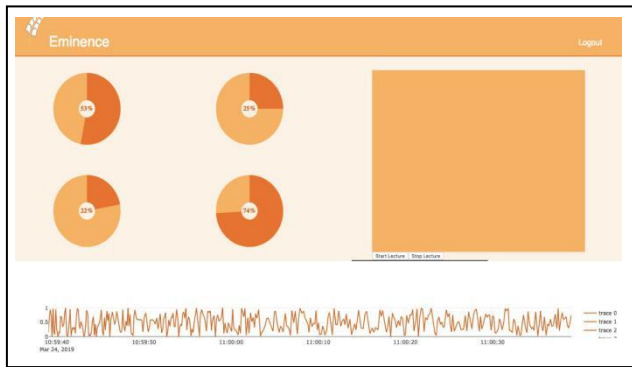 Eminence
Logout
53%
25%
22%
74%
Start Lecture Stop Lecture
1
0.5
0
10:59:40 10:59:50 11:00:00 11:00:10 11:00:20 11:00:30
Mar 24, 2019
trace 0
trace 1
trace 2